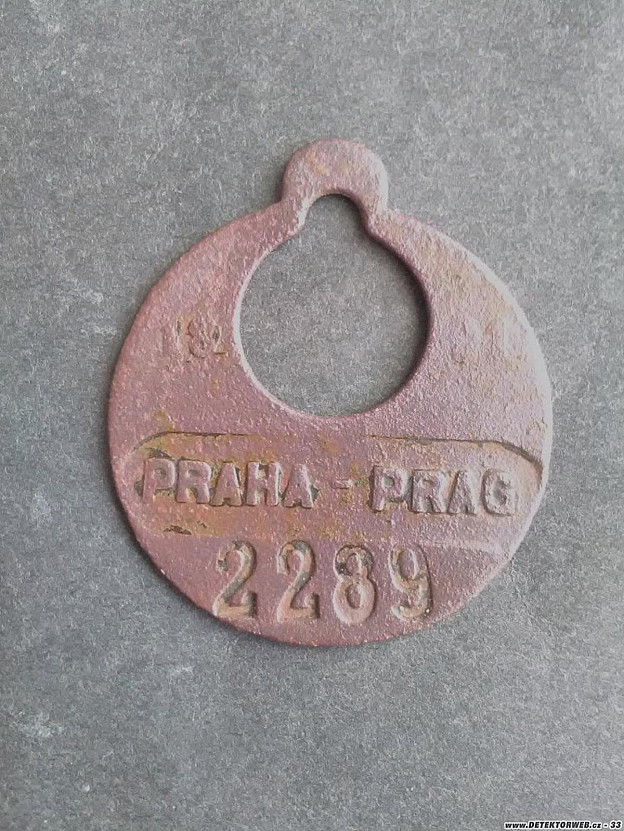 PRAHA - PRAG
2289
www.DETEKTORWEB.cz - 33